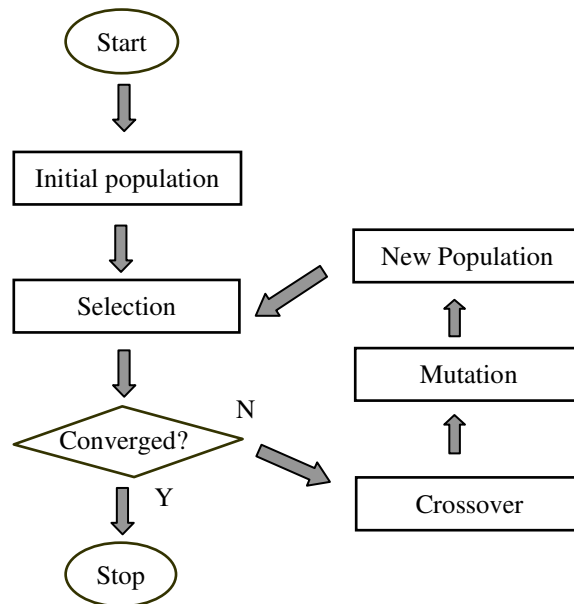 Start
Initial population
New Population
Selection
Mutation
N
Converged?
Y
Crossover
Stop